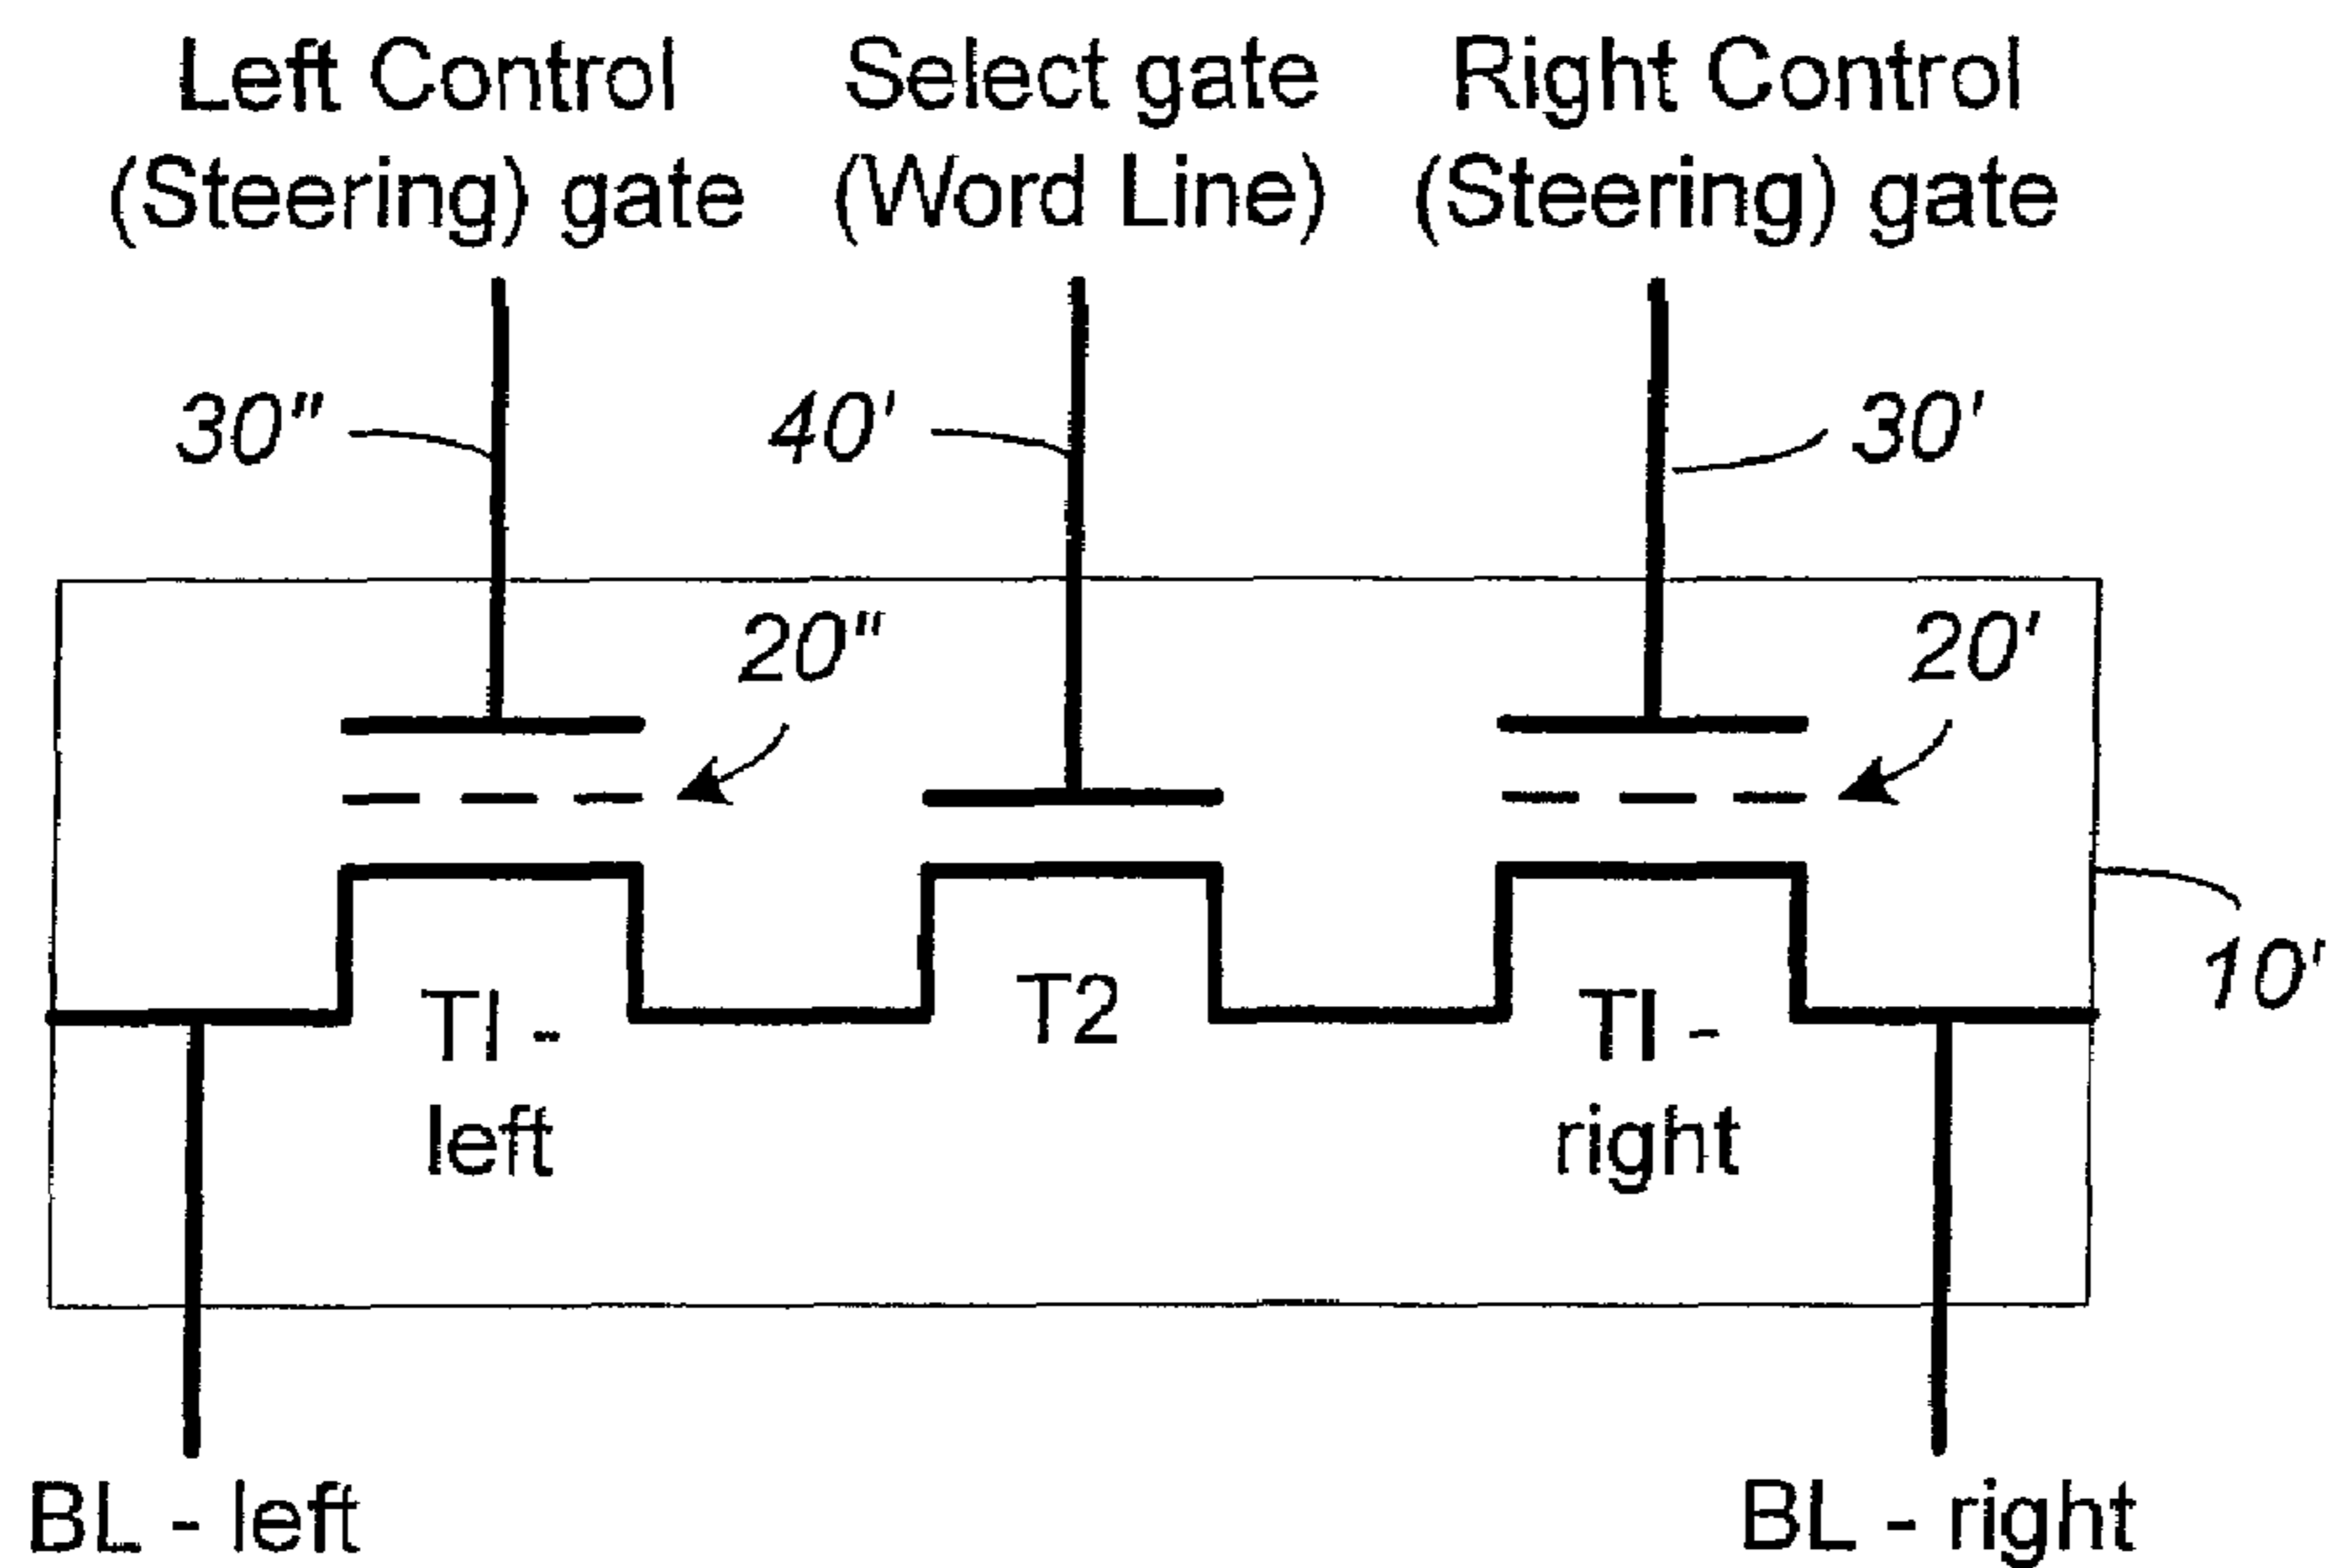 Left Control
(Steering) gate
Select gate
(Word Line)
Right Control
(Steering) gate
30"
40'
30'
20"
20'
10'
TI -
left
T2
TI -
right
BL - left
BL - right